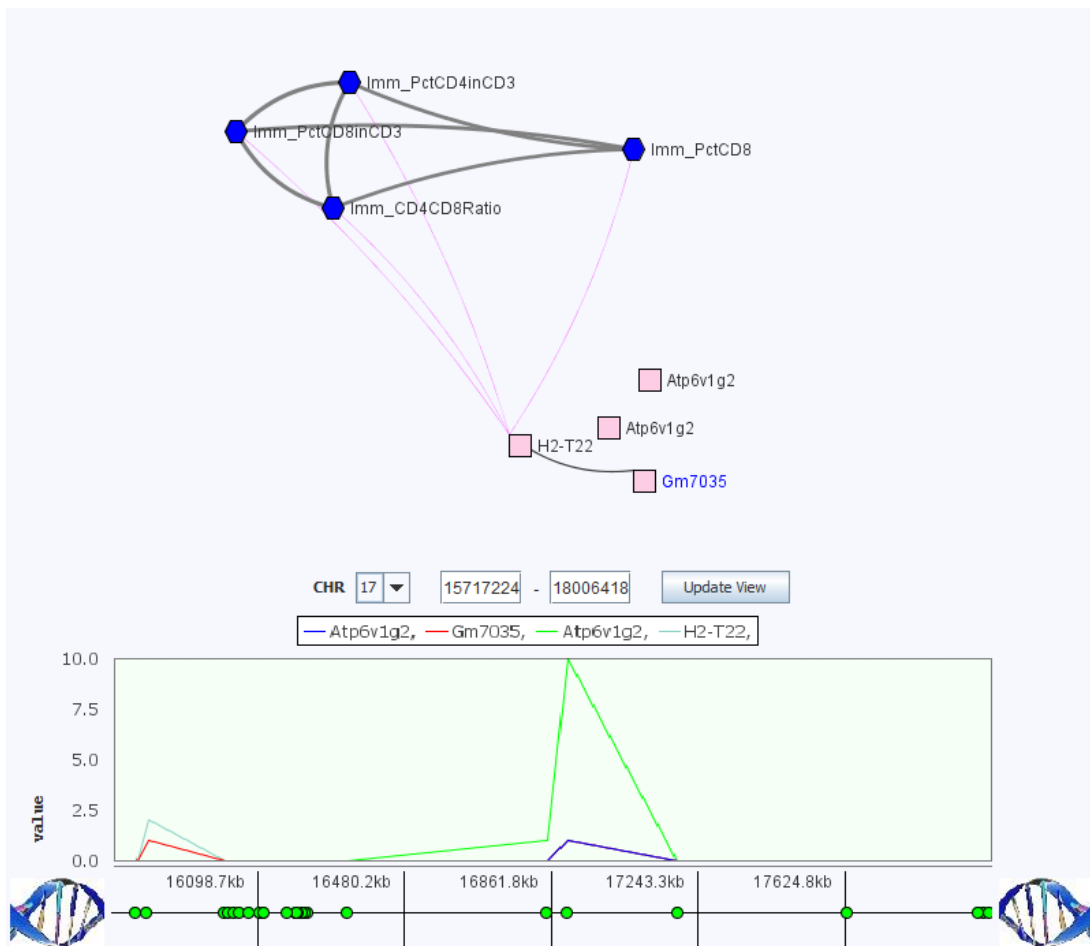 Imm_PctCD4inCD3
Imm_PctCD8inCD3
Imm_PctCD8
Imm_CD4CD8Ratio
Atp6v1g2
Atp6v1g2
H2-T22
Gm7035
CHR 17 15717224 - 18006418 Update View
Atp6v1g2, Gm7035, Atp6v1g2, H2-T22,
10.0
7.5
5.0
2.5
0.0
value
16098.7kb 16480.2kb 16861.8kb 17243.3kb 17624.8kb